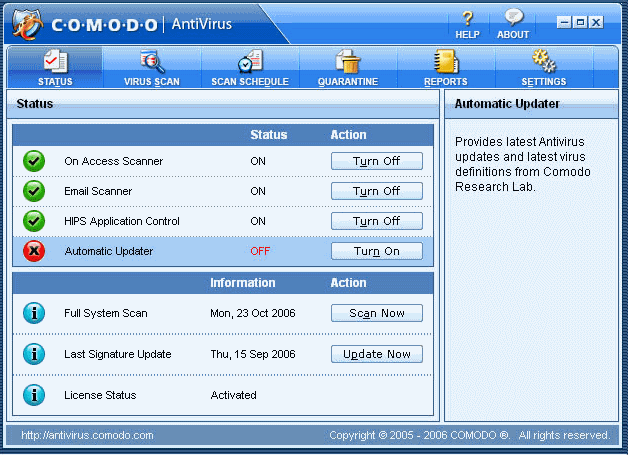 C·O·M·O·D·O AntiVirus
HELP ABOUT
STATUS VIRUS SCAN SCAN SCHEDULE QUARANTINE REPORTS SETTINGS
Status
Status Action
On Access Scanner ON Turn Off
Email Scanner ON Turn Off
HIPS Application Control ON Turn Off
Automatic Updater OFF Turn On
Information Action
Full System Scan Mon, 23 Oct 2006 Scan Now
Last Signature Update Thu, 15 Sep 2006 Update Now
License Status Activated
Automatic Updater
Provides latest Antivirus
updates and latest virus
definitions from Comodo
Research Lab.
http://antivirus.comodo.com Copyright © 2005 - 2006 COMODO ®. All rights reserved.